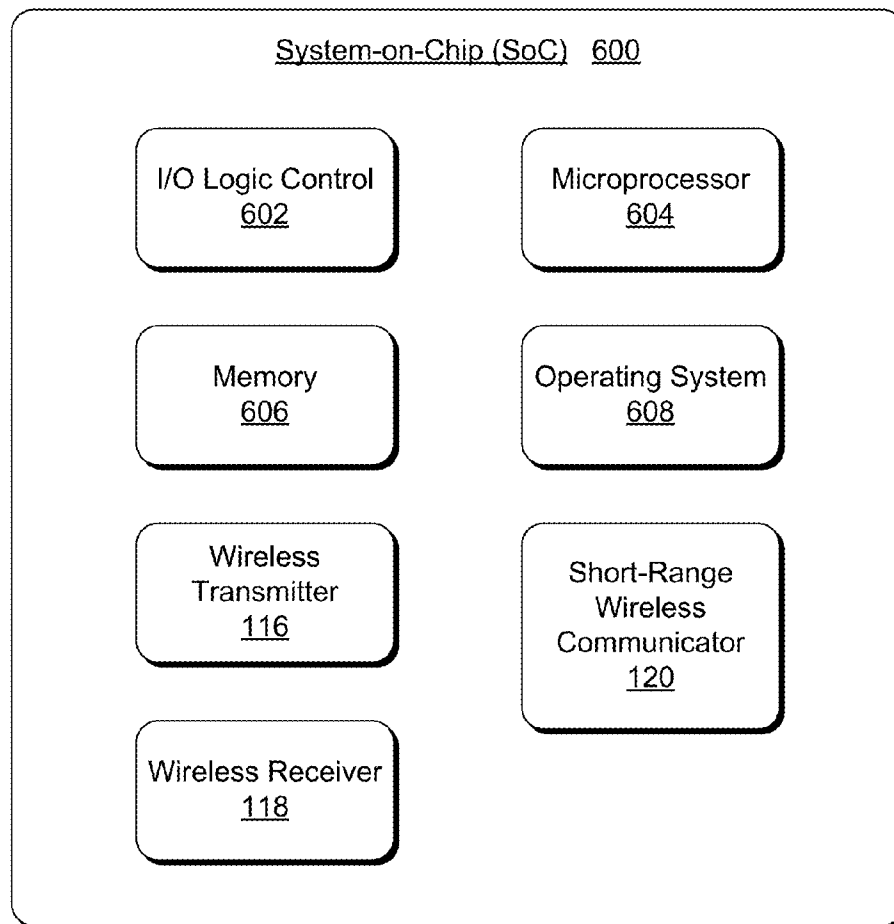 System-on-Chip (SoC) 600
I/O Logic Control
602
Microprocessor
604
Memory
606
Operating System
608
Wireless
Transmitter
116
Short-Range
Wireless
Communicator
120
Wireless Receiver
118